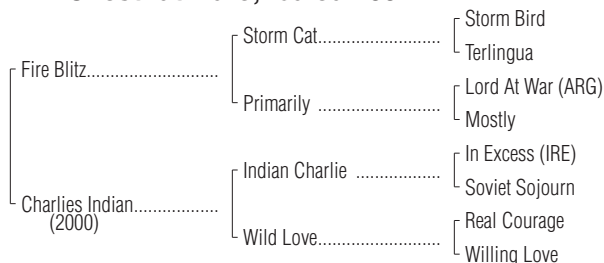 Storm Bird
Storm Cat........................
Terlingua
Fire Blitz..........................
Lord At War (ARG)
Primarily ........................
Mostly
In Excess (IRE)
Indian Charlie .................
Soviet Sojourn
Charlies Indian.................
(2000)
Real Courage
Wild Love........................
Willing Love